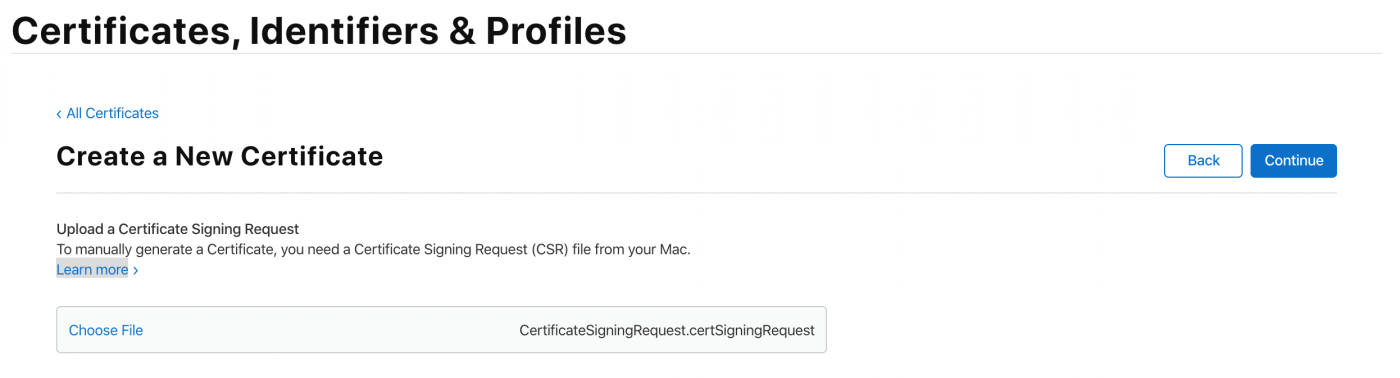 Certificates, Identifiers & Profiles
‹ All Certificates
Create a New Certificate
Back
Continue
Upload a Certificate Signing Request
To manually generate a Certificate, you need a Certificate Signing Request (CSR) file from your Mac.
Learn more ›
Choose File
CertificateSigningRequest.certSigningRequest